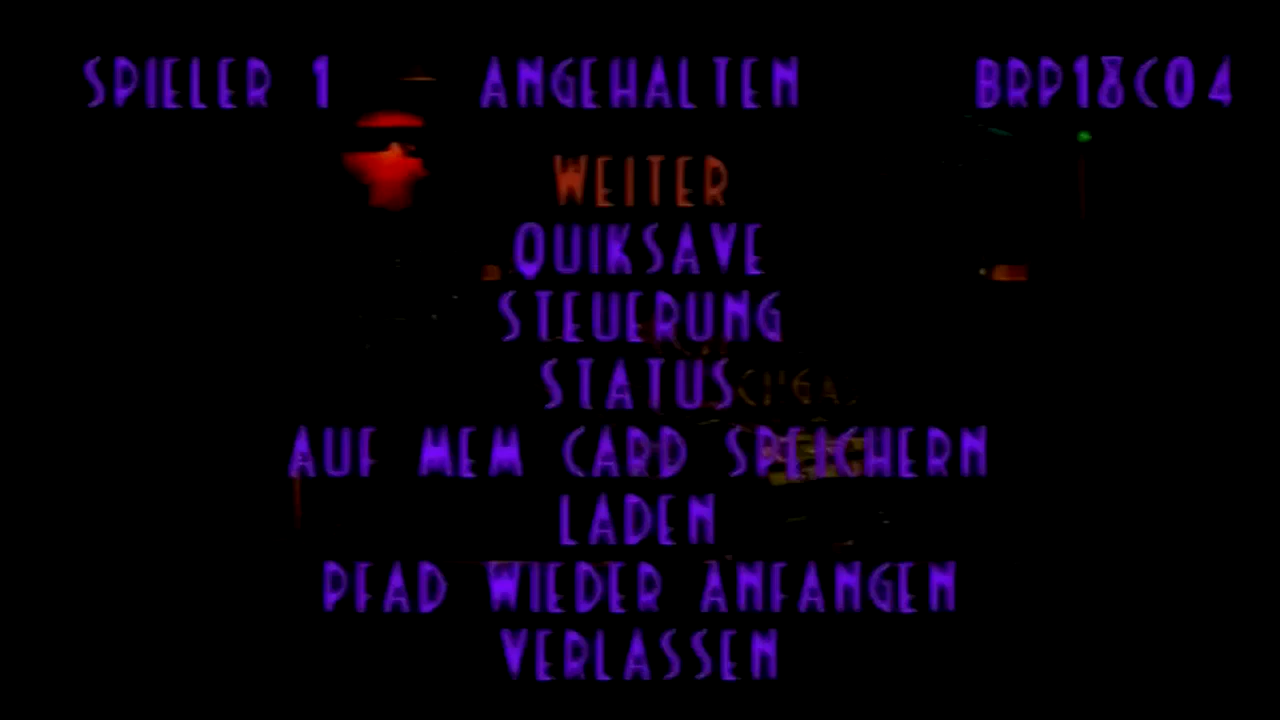 SPIELER 1 ANGEHALTEN BRP18C04
WEITER
QUIKSAVE
STEUERUNG
STATUS
AUF MEM CARD SPEICHERN
LADEN
PFAD WIEDER ANFANGEN
VERLASSEN